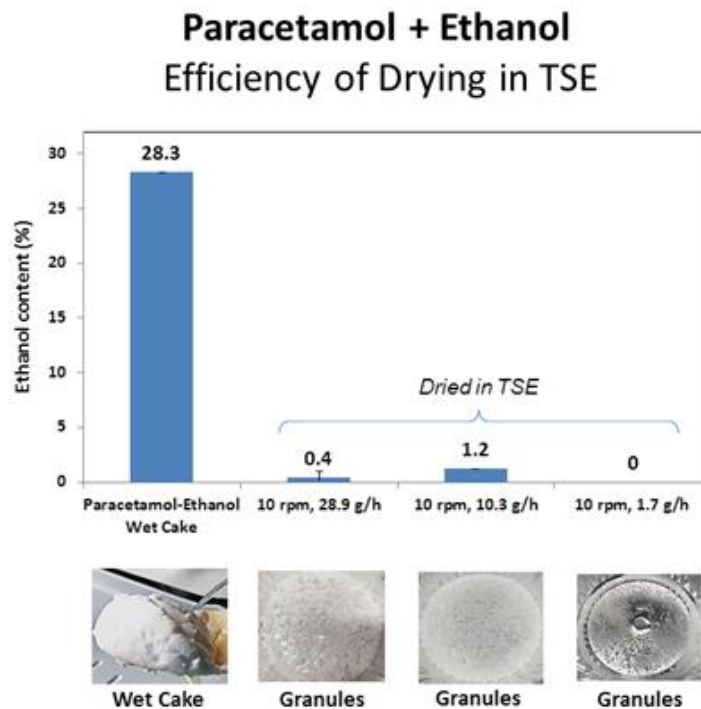 Paracetamol + Ethanol
Efficiency of Drying in TSE
Ethanol content (%)
30
25
20
15
10
5
0
28.3
Dried in TSE
0.4
1.2
0
Paracetamol-Ethanol
Wet Cake
10 rpm, 28.9 g/h
10 rpm, 10.3 g/h
10 rpm, 1.7 g/h
Wet Cake
Granules
Granules
Granules